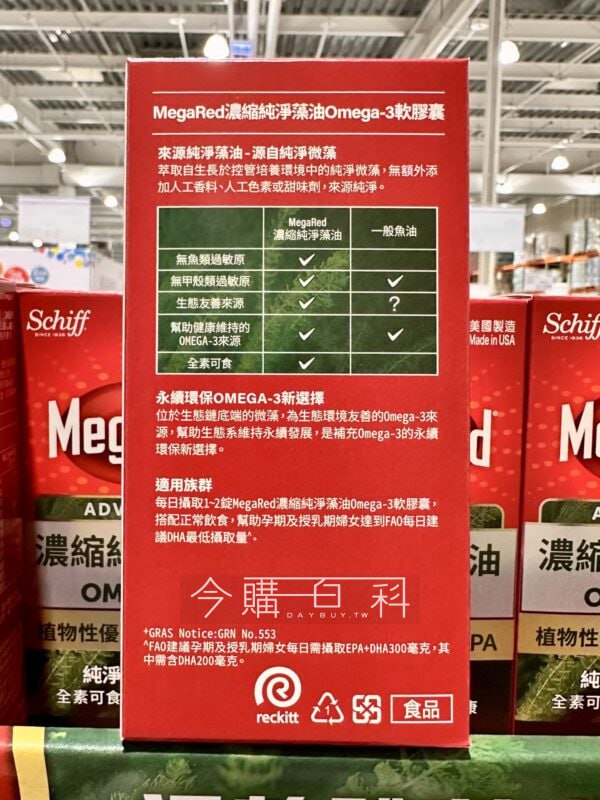 MegaRed濃縮純淨藻油Omega-3軟膠囊
來源純淨藻油-源自純淨微藻
萃取自生長於控管培養環境中的純淨微藻，無額外添
加人工香料、人工色素或甜味劑，來源純淨。
MegaRed
濃縮純淨藻油 一般魚油
無魚類過敏原 ✓
無甲殼類過敏原 ✓ ✓
生態友善來源 ✓ ?
幫助健康維持的
OMEGA-3來源 ✓ ✓
全素可食 ✓
永續環保OMEGA-3新選擇
位於生態鏈底端的微藻，為生態環境友善的Omega-3來
源，幫助生態系維持永續發展，是補充Omega-3的永續
環保新選擇。
適用族群
每日攝取1~2錠MegaRed濃縮純淨藻油Omega-3軟膠囊，
搭配正常飲食，幫助孕期及授乳期婦女達到FAO每日建
議DHA最低攝取量^。
今購百科
DAYBUY.TW
+GRAS Notice:GRN No.553
^FAO建議孕期及授乳期婦女每日需攝取EPA+DHA300毫克，其
中需含DHA200毫克。
reckitt
1
食品
Schiff
SINCE 1936
Meg
ADV
濃縮純
OM
植物性優
純淨
全素可食
美國製造
Made in USA
d
油
PA
Schiff
SINCE 1936
M
A
濃縮
O
植物性
純
全素可